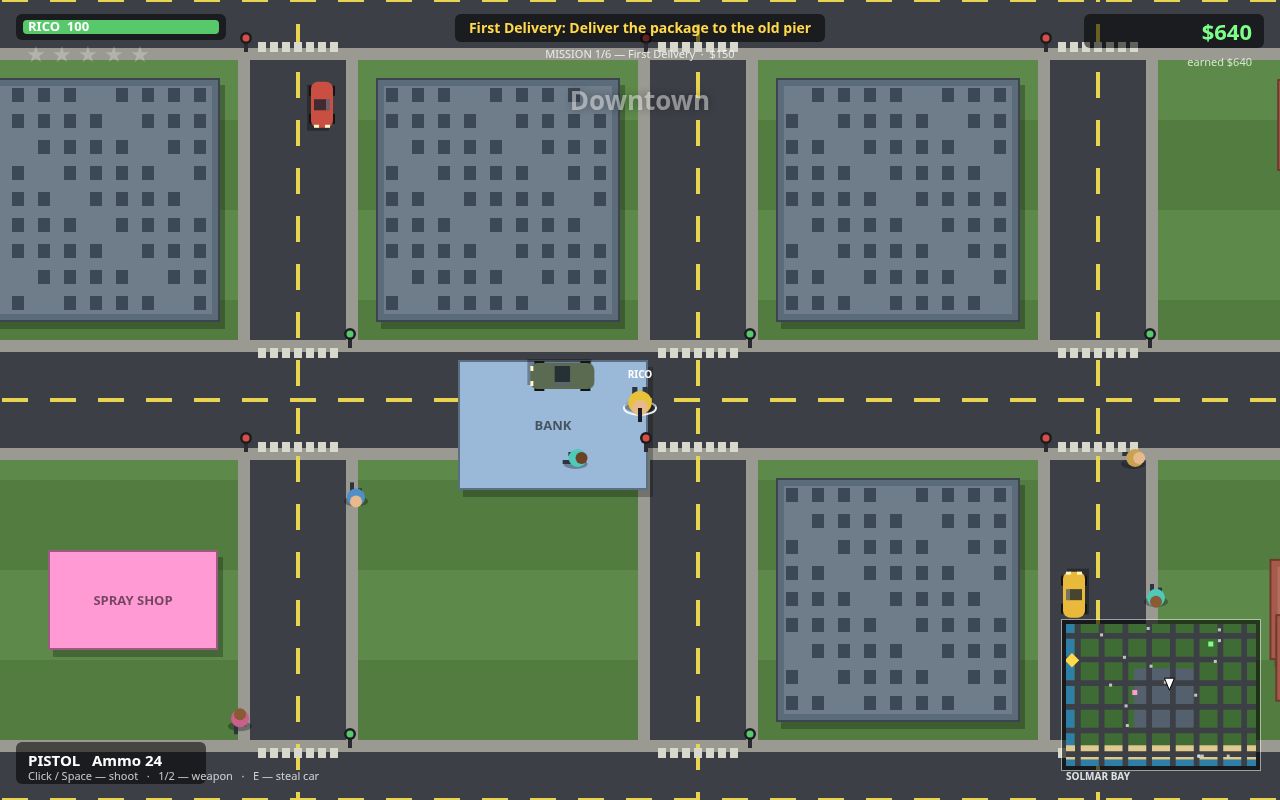 RICO 100
First Delivery: Deliver the package to the old pier
MISSION 1/6 — First Delivery · $150
$640
earned $640
Downtown
RICO
BANK
SPRAY SHOP
PISTOL Ammo 24
Click / Space — shoot · 1/2 — weapon · E — steal car
SOLMAR BAY